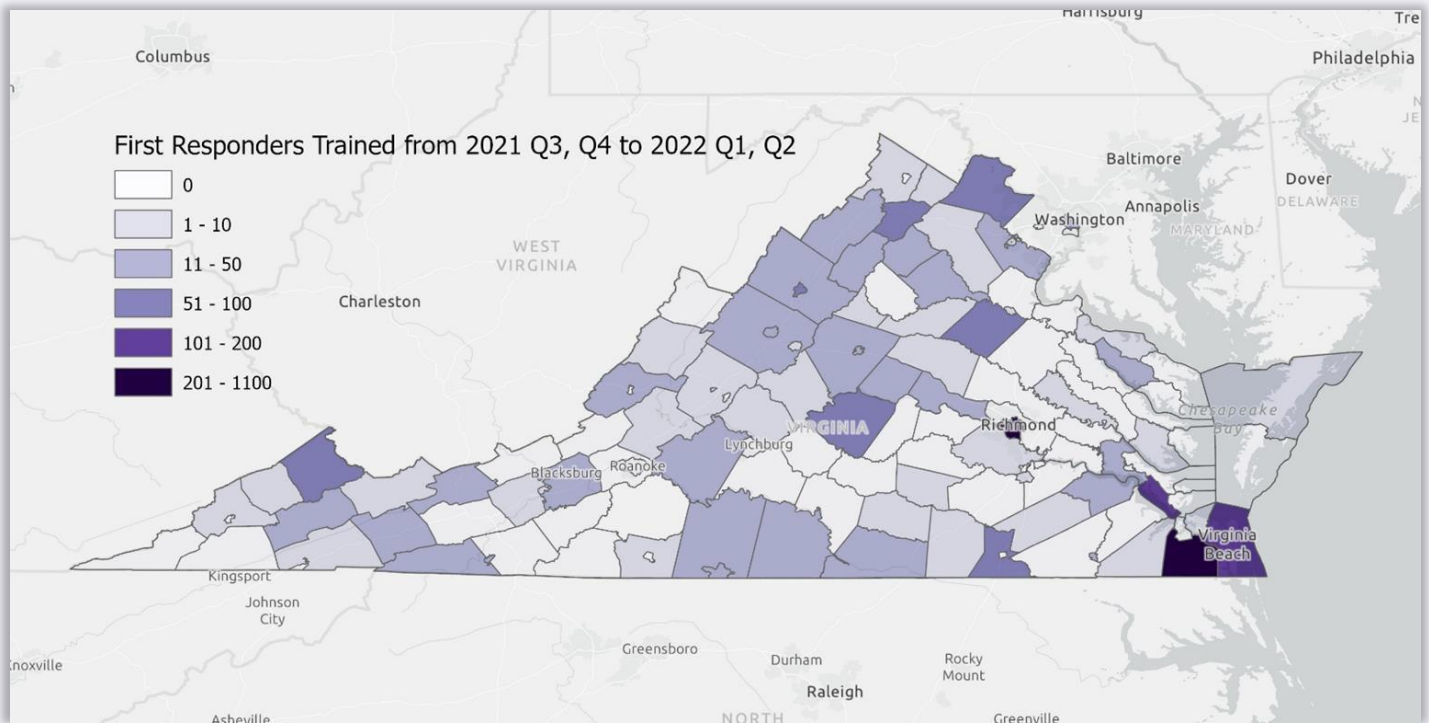 Harrisburg
Tre
Columbus
Philadelphia
First Responders Trained from 2021 Q3, Q4 to 2022 Q1, Q2
0
1 - 10
11 - 50
51 - 100
101 - 200
201 - 1100
Baltimore
Dover
DELAWARE
Annapolis
Washington
MARYLAND
WEST
VIRGINIA
Charleston
N
JE
Chesapeake
Bay
VIRGINIA
Richmond
Lynchburg
Roanoke
Blacksburg
Virginia
Beach
Kingsport
Johnson
City
Knoxville
Greensboro
Durham
Raleigh
Rocky
Mount
Asheville
NORTH
Greenville